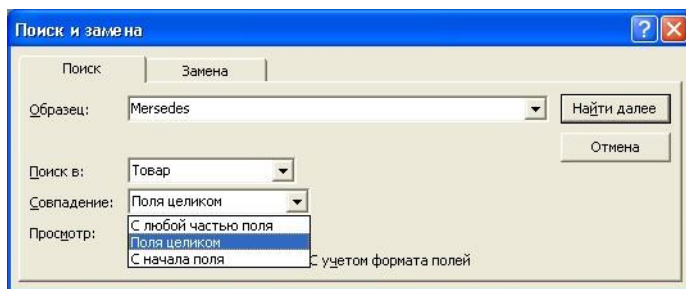 Поиск и замена
Поиск Замена
Образец: Mersedes Найти далее
Отмена
Поиск в: Товар
Совпадение: Поля целиком
С любой частью поля
Просмотр: Поля целиком
С начала поля С учетом формата полей